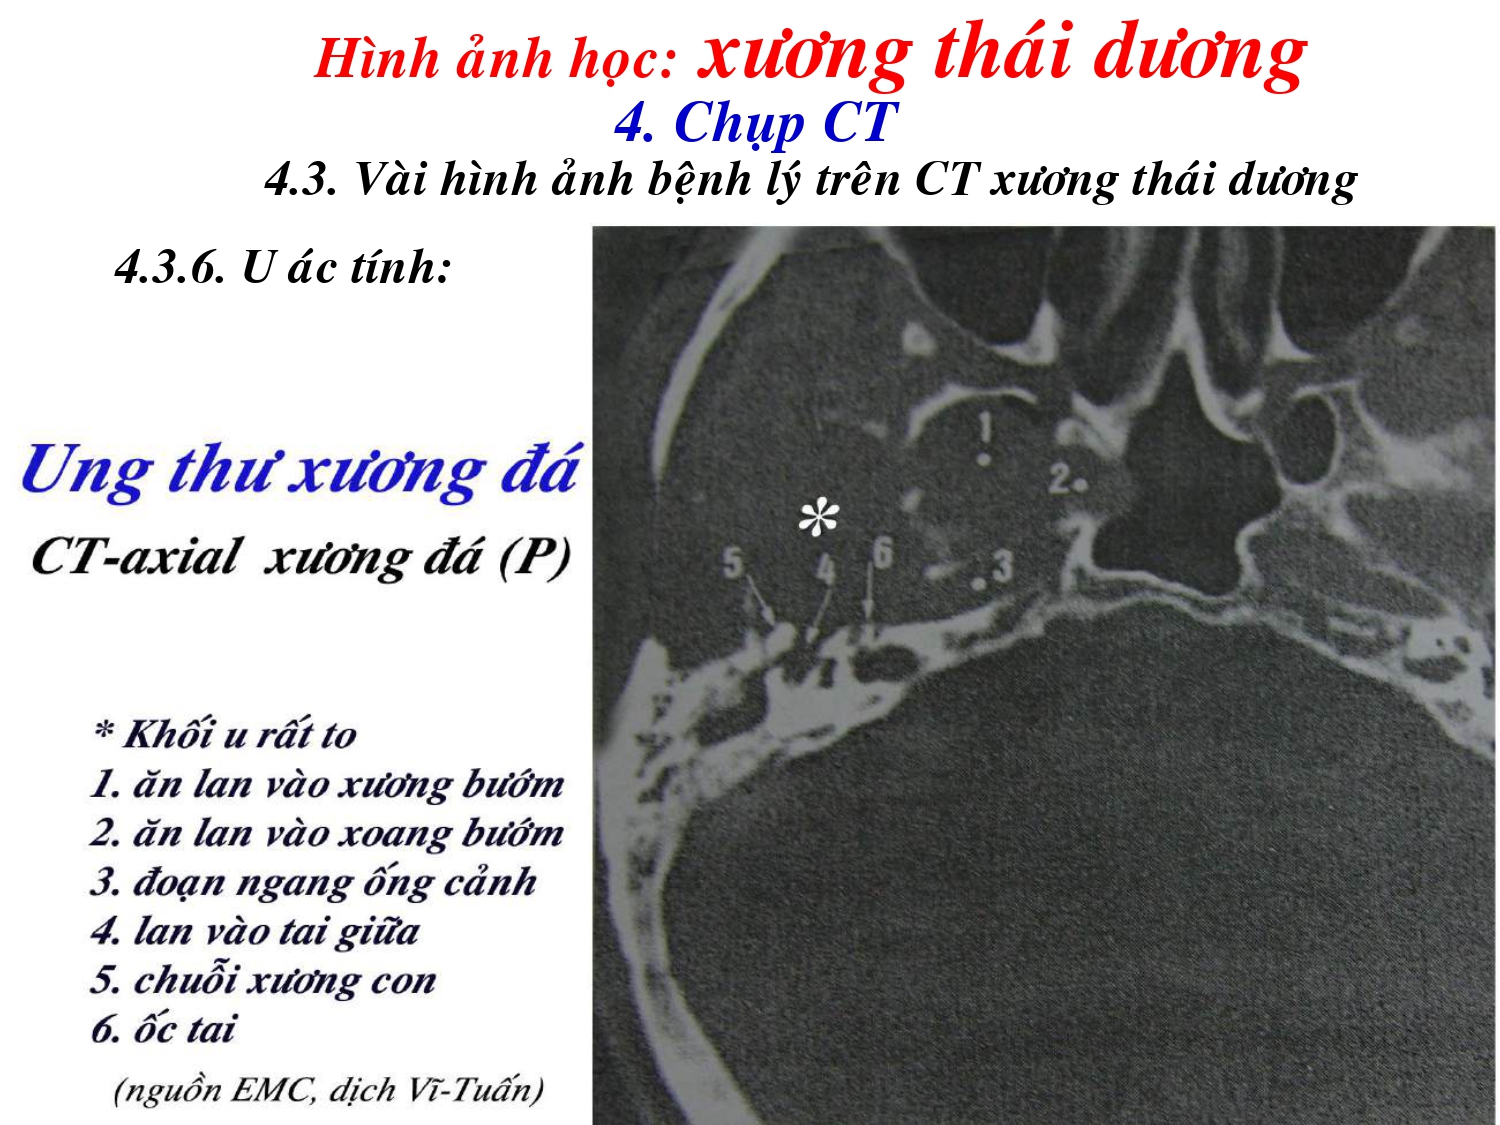 Hình ảnh học: xương thái dương
4. Chụp CT
4.3. Vài hình ảnh bệnh lý trên CT xương thái dương
4.3.6. U ác tính:
Ung thư xương đá
CT-axial xương đá (P)
* Khối u rất to
1. ăn lan vào xương bướm
2. ăn lan vào xoang bướm
3. đoạn ngang ống cảnh
4. lan vào tai giữa
5. chuỗi xương con
6. ốc tai
(nguồn EMC, dịch Vĩ-Tuấn)
1
2
*
5
4
6
3